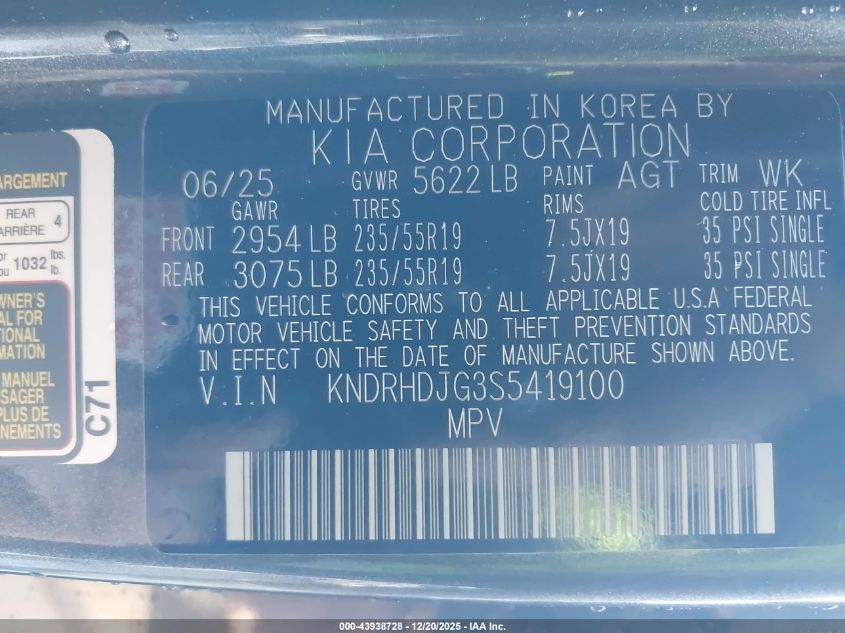 MANUFACTURED IN KOREA BY
KIA CORPORATION
06/25 GVWR 5622 LB PAINT AGT TRIM WK
GAWR TIRES RIMS COLD TIRE INFL
FRONT 2954 LB 235/55R19 7.5JX19 35 PSI SINGLE
REAR 3075 LB 235/55R19 7.5JX19 35 PSI SINGLE
THIS VEHICLE CONFORMS TO ALL APPLICABLE U.S.A FEDERAL
MOTOR VEHICLE SAFETY AND THEFT PREVENTION STANDARDS
IN EFFECT ON THE DATE OF MANUFACTURE SHOWN ABOVE.
V.I.N KNDRHDJG3S5419100
MPV
ARGEMENT
REAR
ARRIÈRE 4
or
ou 1032 lbs.
lb.
WNER'S
AL FOR
TIONAL
MATION
MANUEL
SAGER
PLUS DE
NEMENTS
C71
000-43938728 - 12/20/2025 - IAA Inc.